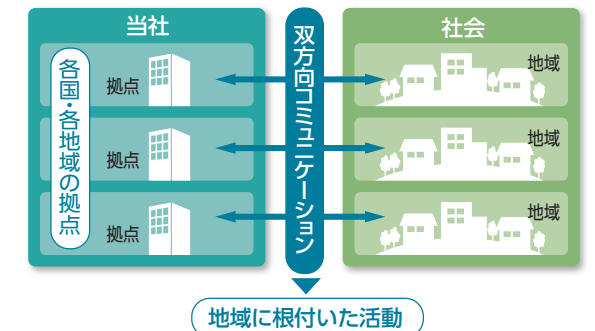 当社
各国・各地域の拠点
拠点
拠点
拠点
双方向コミュニケーション
社会
地域
地域
地域
地域に根付いた活動